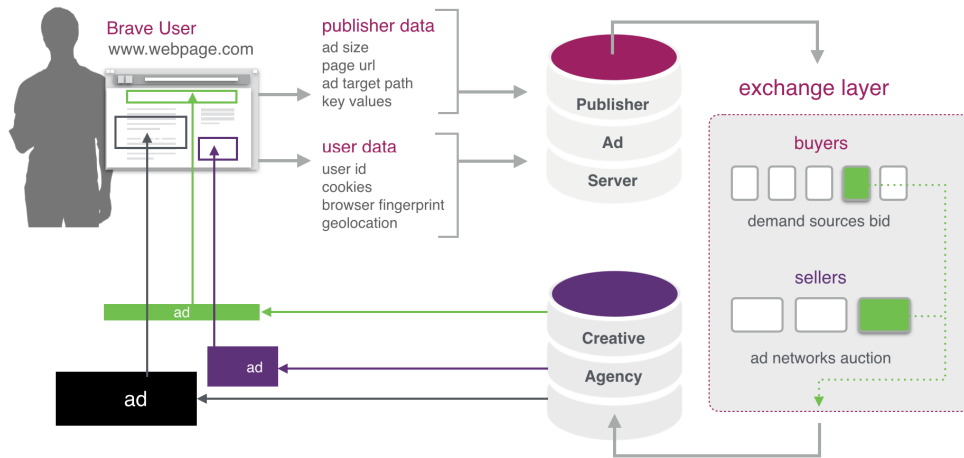 Brave User
www.webpage.com
publisher data
ad size
page url
ad target path
key values
user data
user id
cookies
browser fingerprint
geolocation
Publisher
Ad
Server
exchange layer
buyers
demand sources bid
sellers
ad networks auction
Creative
Agency
ad
ad
ad